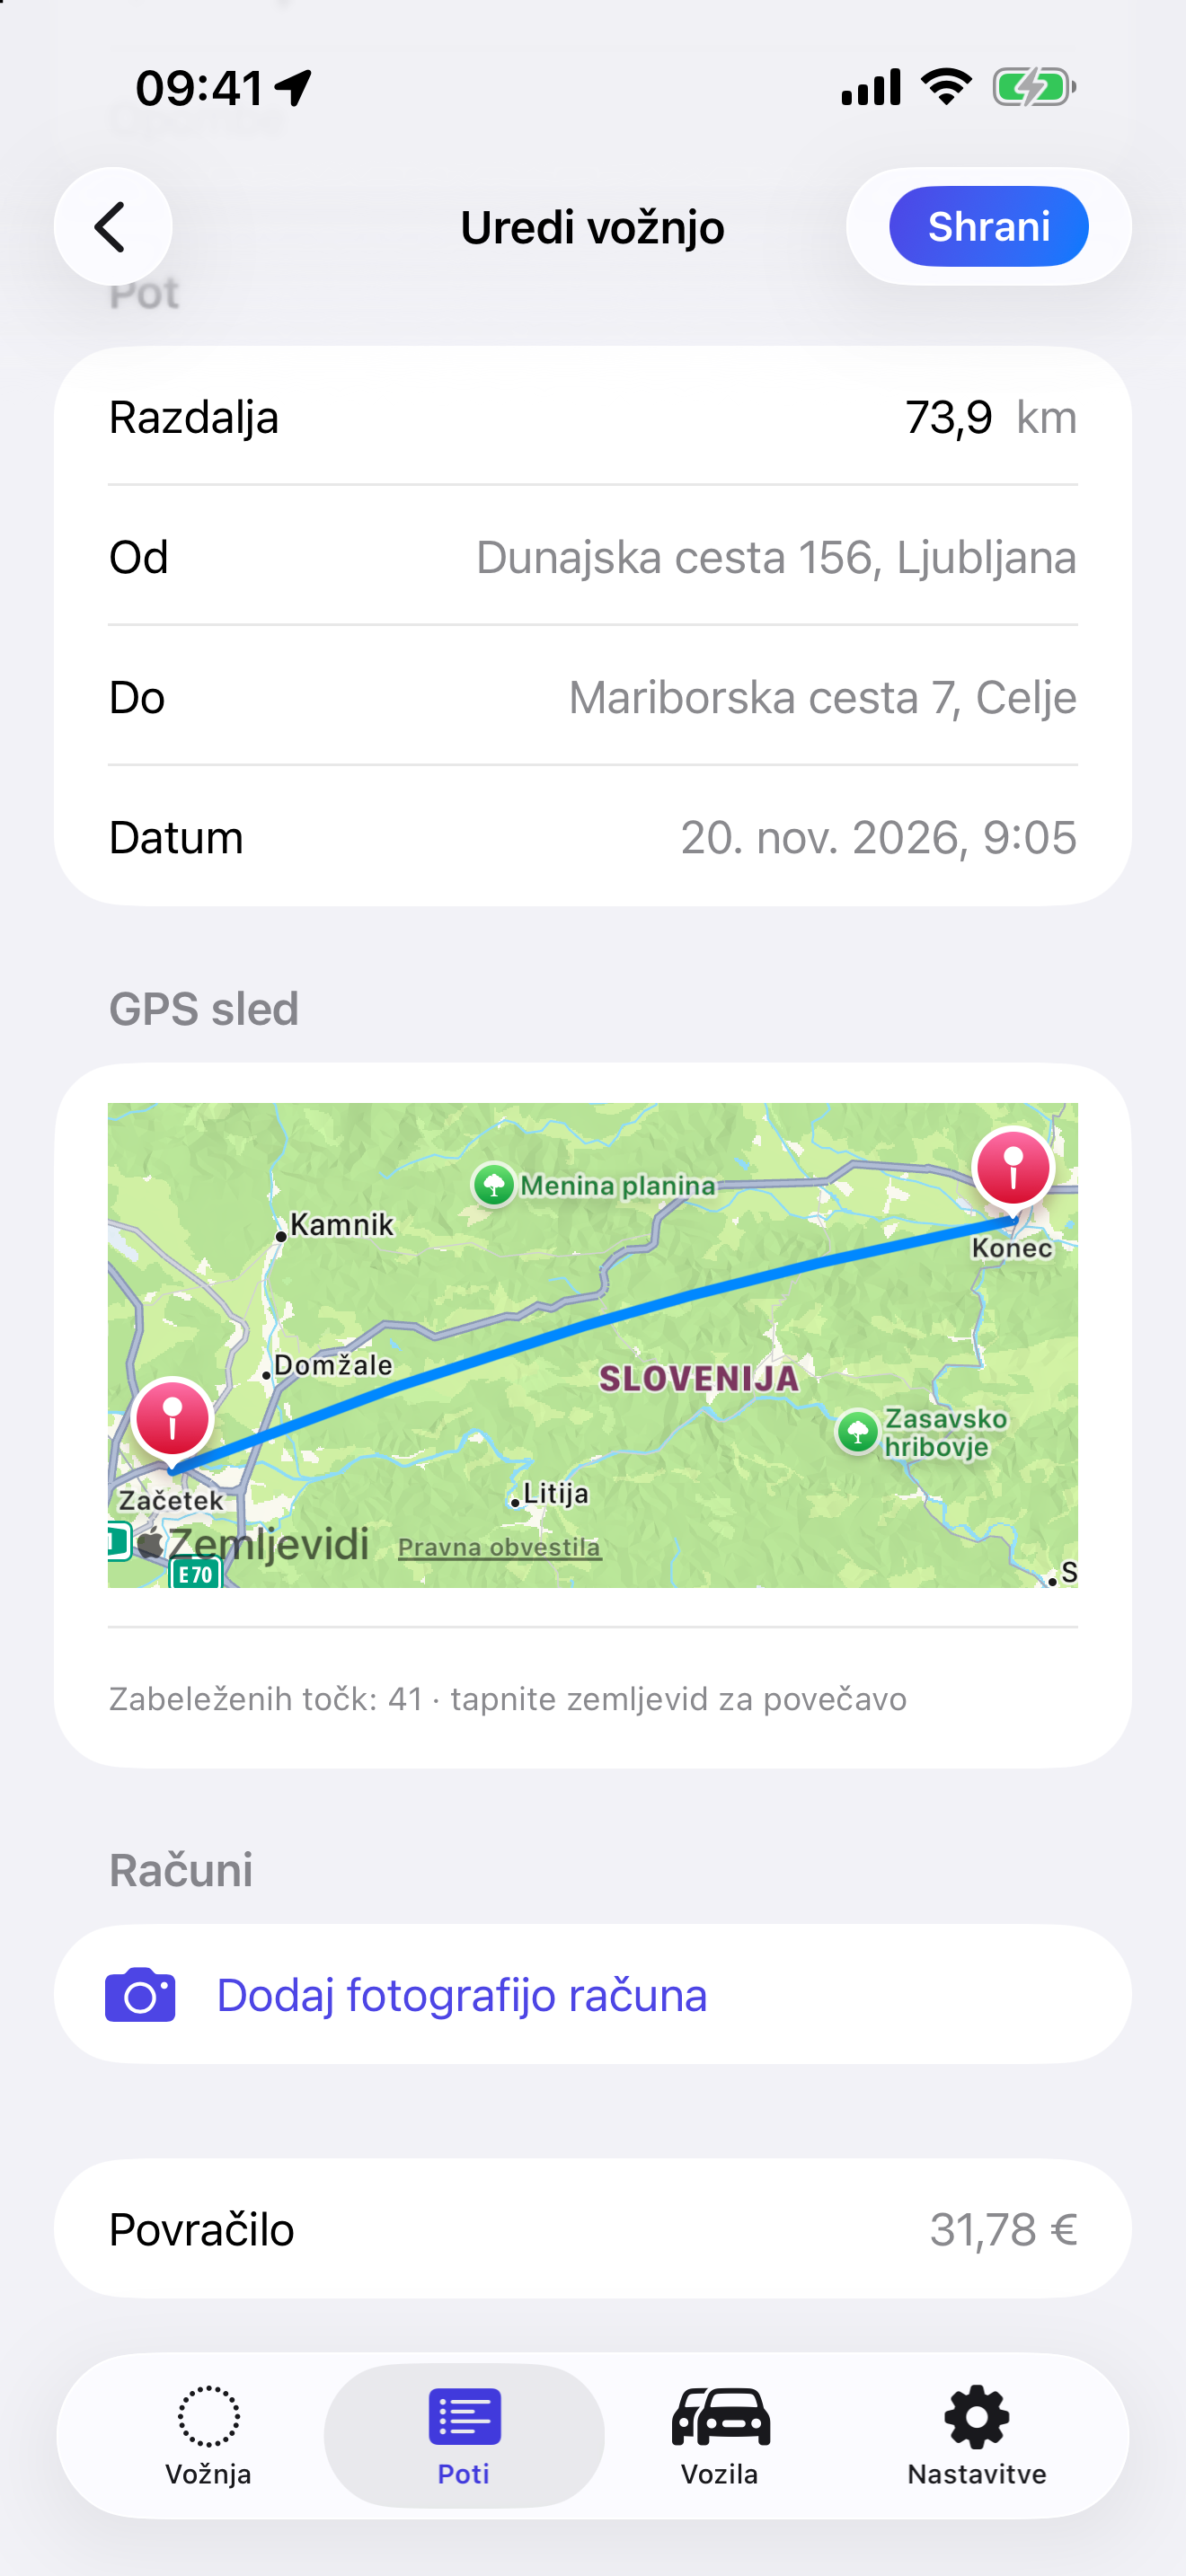 09:41
Uredi vožnjo
Shrani
Pot
Razdalja 73,9 km
Od Dunajska cesta 156, Ljubljana
Do Mariborska cesta 7, Celje
Datum 20. nov. 2026, 9:05
GPS sled
Menina planina
Kamnik
Konec
Domžale
SLOVENIJA
Zasavsko
hribovje
Začetek
Litija
Zemljevidi Pravna obvestila
E70
S
Zabeleženih točk: 41 · tapnite zemljevid za povečavo
Računi
Dodaj fotografijo računa
Povračilo 31,78 €
Vožnja Poti Vozila Nastavitve